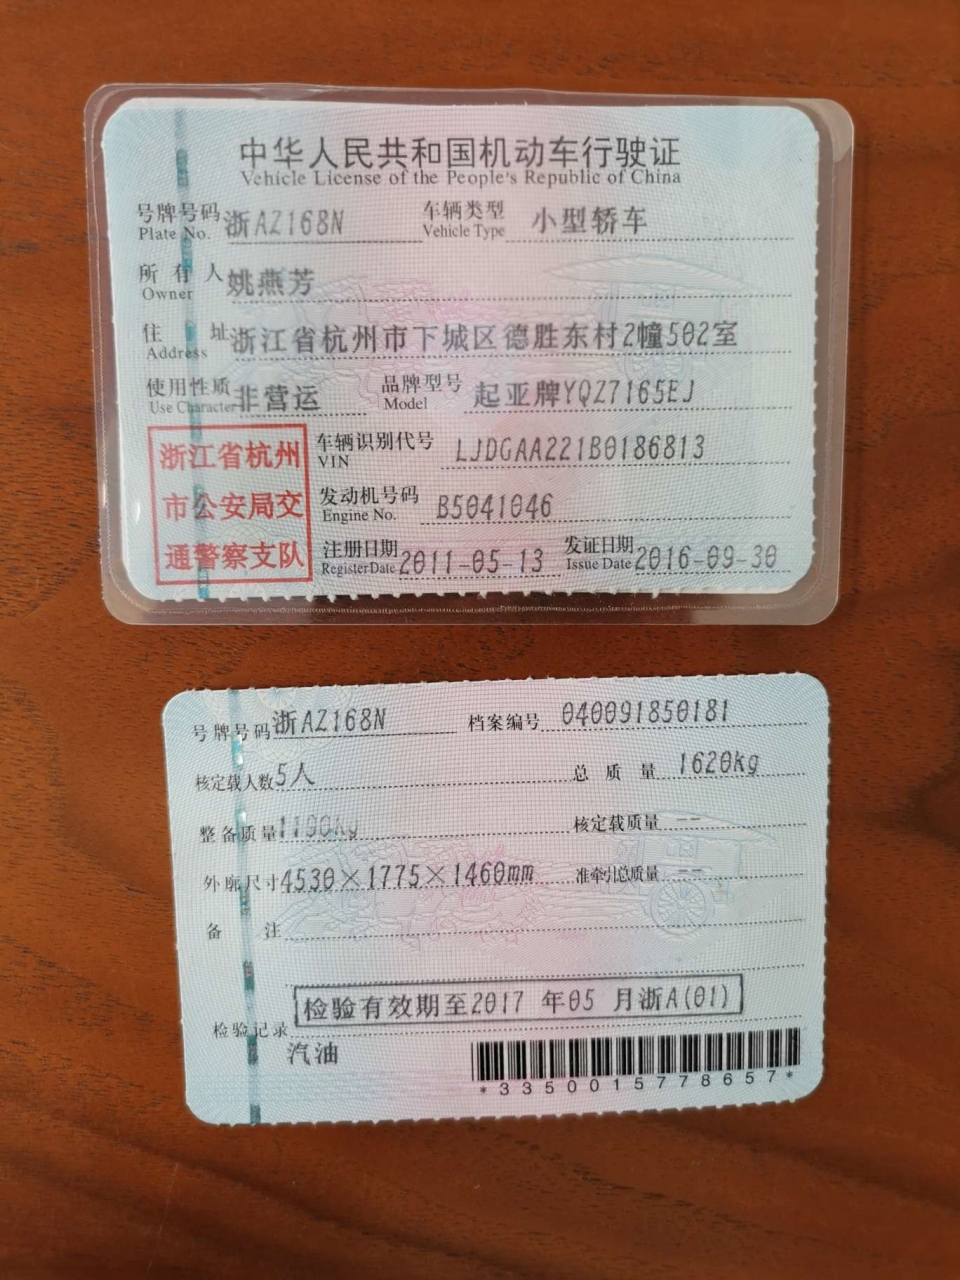 中华人民共和国机动车行驶证
Vehicle License of the People's Republic of China
号牌号码 浙AZ168N 车辆类型 小型轿车
Plate No. Vehicle Type
所有人 姚燕芳
Owner
住址 浙江省杭州市下城区德胜东村2幢502室
Address
使用性质 非营运 品牌型号 起亚牌YQZ7165EJ
Use Character Model
浙江省杭州
市公安局交
通警察支队
车辆识别代号 LJDGAA221B0186813
VIN
发动机号码 B5041046
Engine No.
注册日期 2011-05-13 发证日期 2016-09-30
Register Date Issue Date
号牌号码 浙AZ168N 档案编号 040091850181
核定载人数 5人 总质量 1620kg
整备质量 1190kg 核定载质量 --
外廓尺寸 4530×1775×1460mm 准牵引总质量 --
备注
检验有效期至2017 年05 月浙A(01)
检验记录
汽油
*3350015778657*